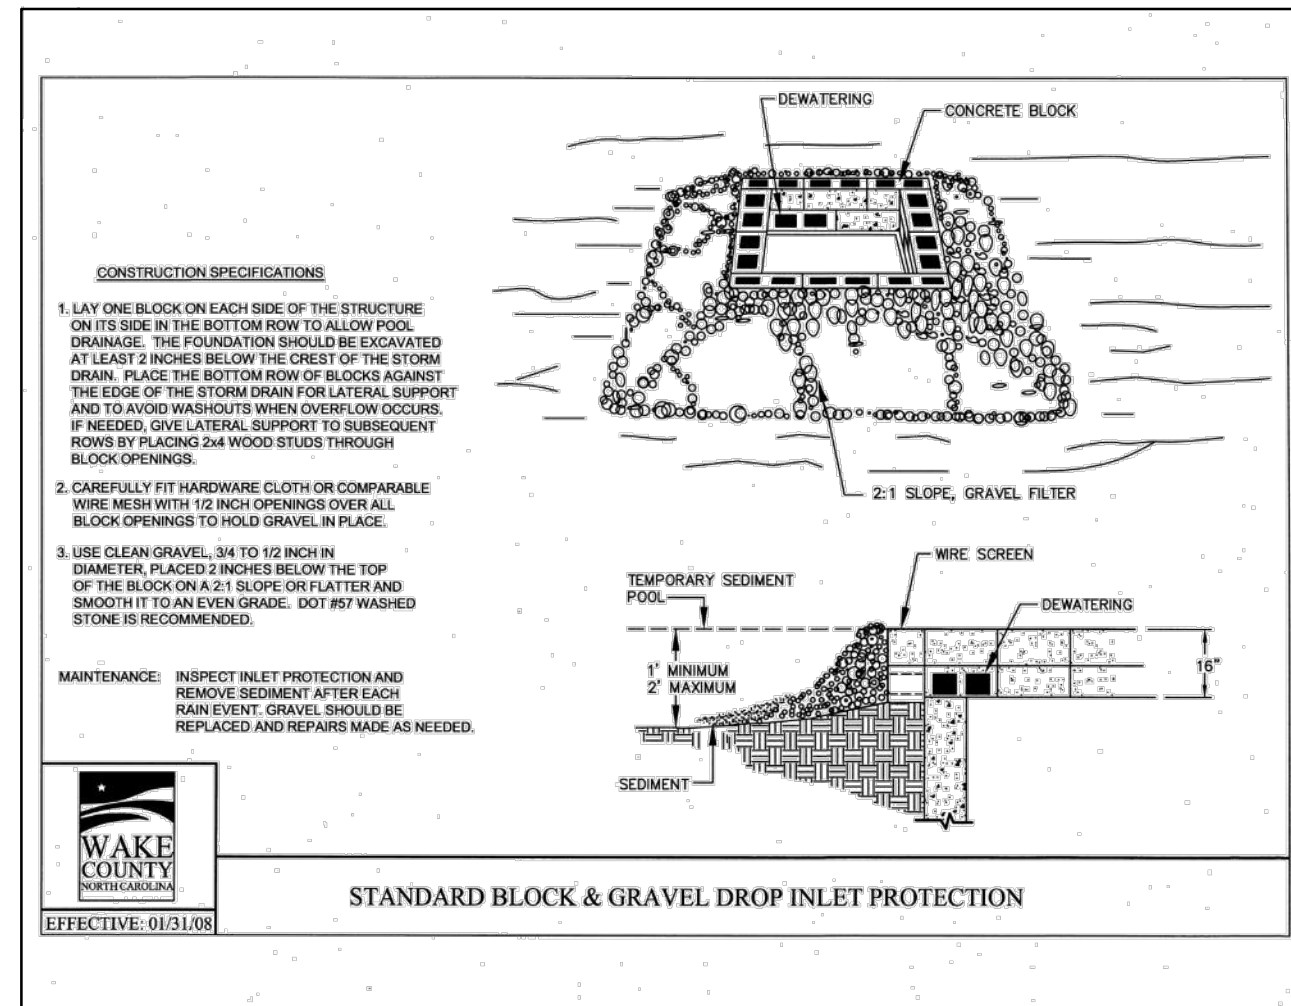 DEWATERING
CONCRETE BLOCK
CONSTRUCTION SPECIFICATIONS
1. LAY ONE BLOCK ON EACH SIDE OF THE STRUCTURE
ON ITS SIDE IN THE BOTTOM ROW TO ALLOW POOL
DRAINAGE. THE FOUNDATION SHOULD BE EXCAVATED
AT LEAST 2 INCHES BELOW THE CREST OF THE STORM
DRAIN. PLACE THE BOTTOM ROW OF BLOCKS AGAINST
THE EDGE OF THE STORM DRAIN FOR LATERAL SUPPORT
AND TO AVOID WASHOUTS WHEN OVERFLOW OCCURS.
IF NEEDED, GIVE LATERAL SUPPORT TO SUBSEQUENT
ROWS BY PLACING 2x4 WOOD STUDS THROUGH
BLOCK OPENINGS.
2. CAREFULLY FIT HARDWARE CLOTH OR COMPARABLE
WIRE MESH WITH 1/2 INCH OPENINGS OVER ALL
BLOCK OPENINGS TO HOLD GRAVEL IN PLACE.
3. USE CLEAN GRAVEL, 3/4 TO 1/2 INCH IN
DIAMETER, PLACED 2 INCHES BELOW THE TOP
OF THE BLOCK ON A 2:1 SLOPE OR FLATTER AND
SMOOTH IT TO AN EVEN GRADE. DOT #57 WASHED
STONE IS RECOMMENDED.
MAINTENANCE: INSPECT INLET PROTECTION AND
REMOVE SEDIMENT AFTER EACH
RAIN EVENT. GRAVEL SHOULD BE
REPLACED AND REPAIRS MADE AS NEEDED.
2:1 SLOPE, GRAVEL FILTER
WIRE SCREEN
TEMPORARY SEDIMENT
POOL
DEWATERING
1' MINIMUM
2' MAXIMUM
16"
SEDIMENT
WAKE
COUNTY
NORTH CAROLINA
EFFECTIVE: 01/31/08
STANDARD BLOCK & GRAVEL DROP INLET PROTECTION